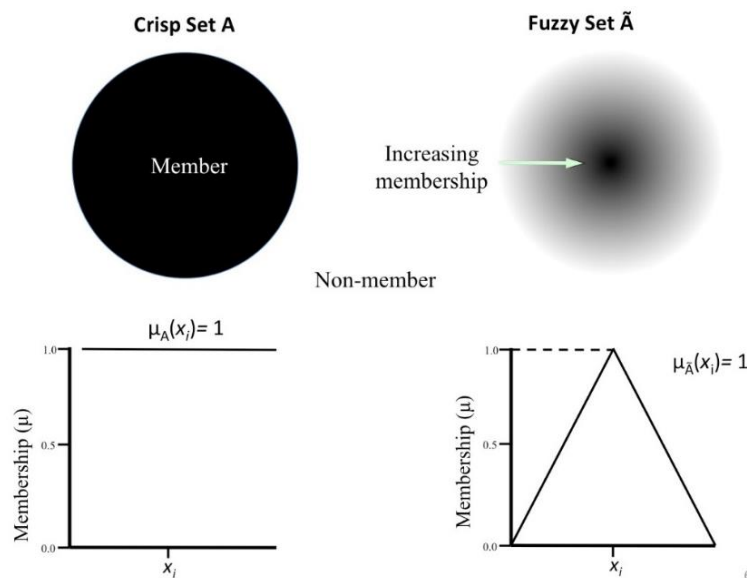 Crisp Set A
Fuzzy Set Ã
Member
Increasing
membership
Non-member
μA(xi)= 1
1.0
0.5
0.0
Membership (μ)
xi
μÃ(xi)= 1
1.0
0.5
0.0
Membership (μ)
xi